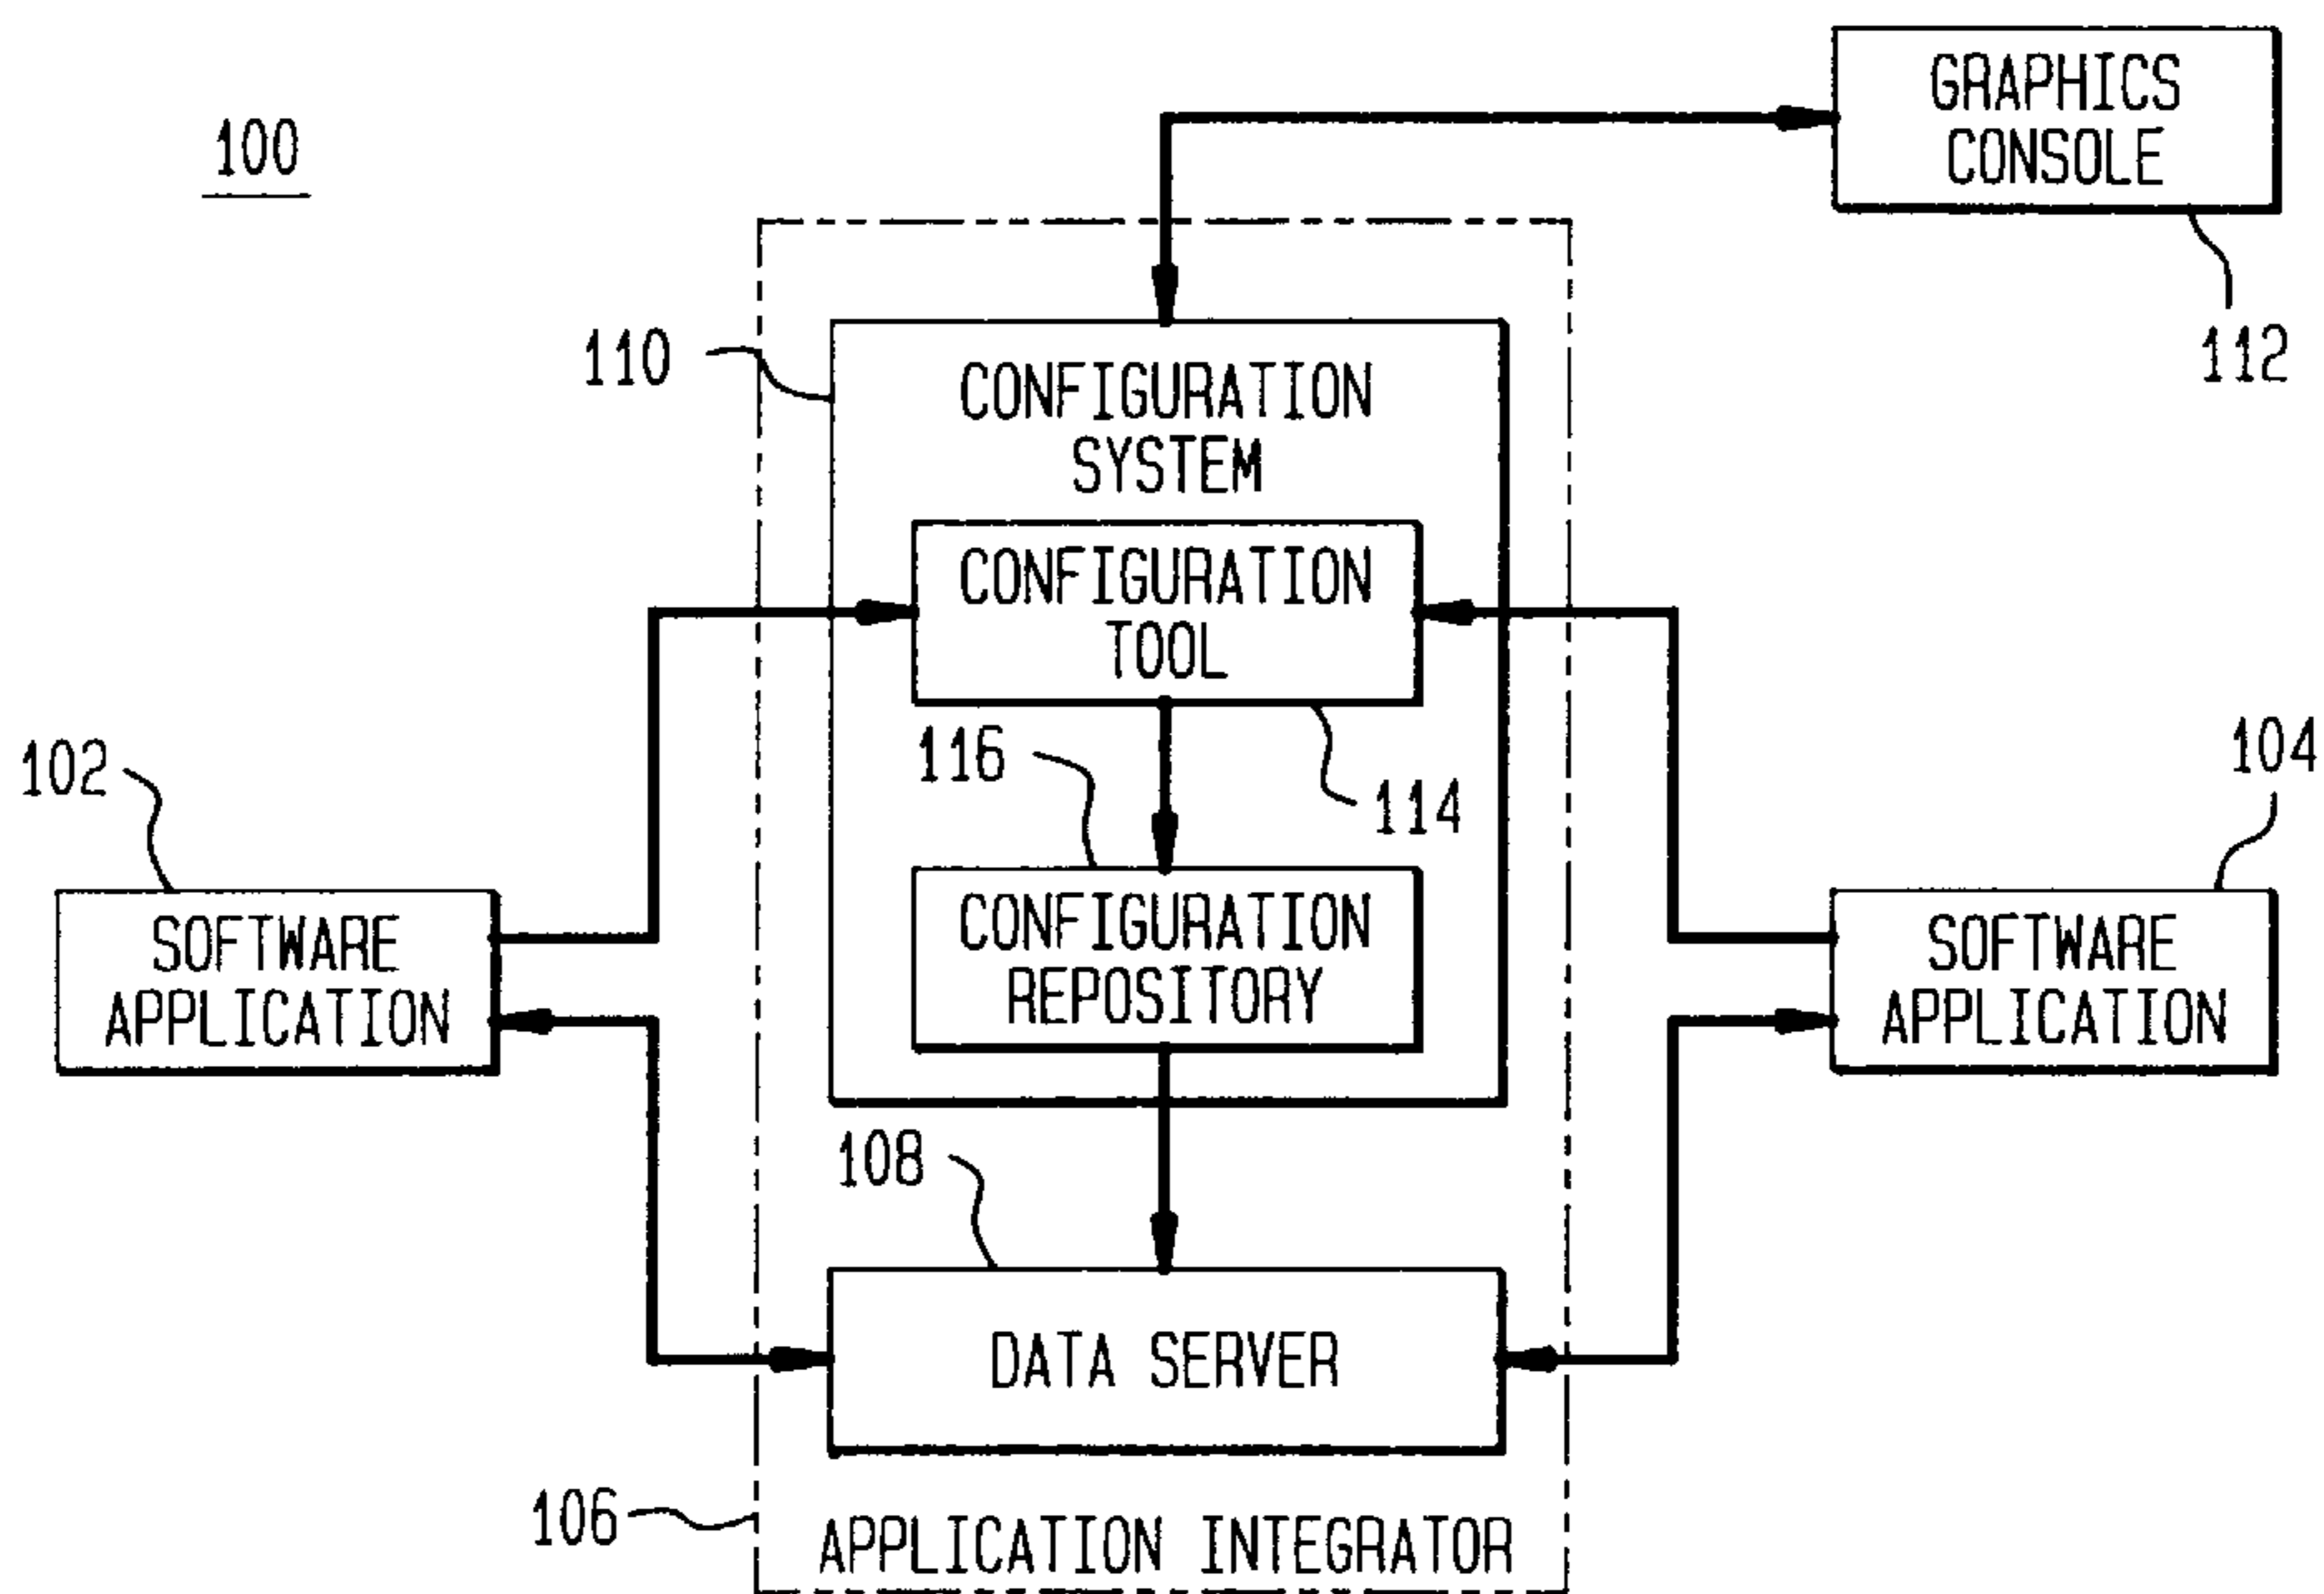 100
GRAPHICS
CONSOLE
112
110
CONFIGURATION
SYSTEM
CONFIGURATION
TOOL
114
116
CONFIGURATION
REPOSITORY
102
SOFTWARE
APPLICATION
104
SOFTWARE
APPLICATION
108
DATA SERVER
106
APPLICATION INTEGRATOR